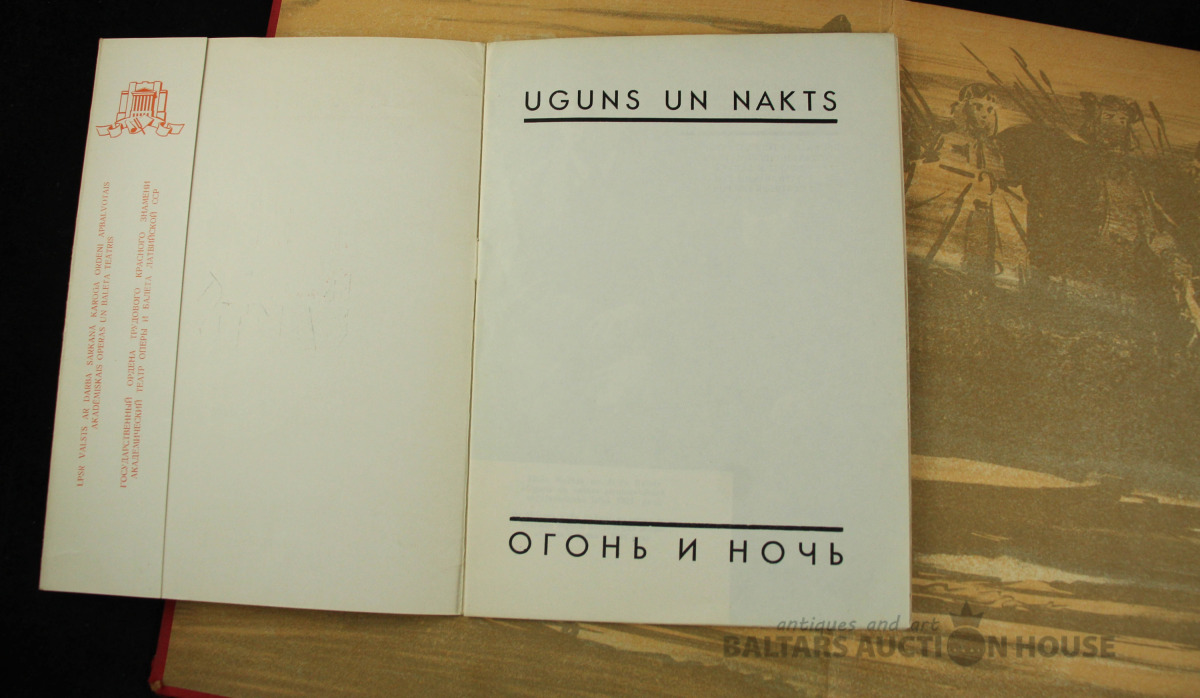 LPSR VALSTS AR DARBA SARKANĀ KAROGA ORDENI APBALVOTAIS
AKADĒMISKAIS OPERAS UN BALETA TEĀTRIS
ГОСУДАРСТВЕННЫЙ ОРДЕНА ТРУДОВОГО КРАСНОГО ЗНАМЕНИ
АКАДЕМИЧЕСКИЙ ТЕАТР ОПЕРЫ И БАЛЕТА ЛАТВИЙСКОЙ ССР
UGUNS UN NAKTS
ОГОНЬ И НОЧЬ
antiques and art
BALTARS AUCTION HOUSE